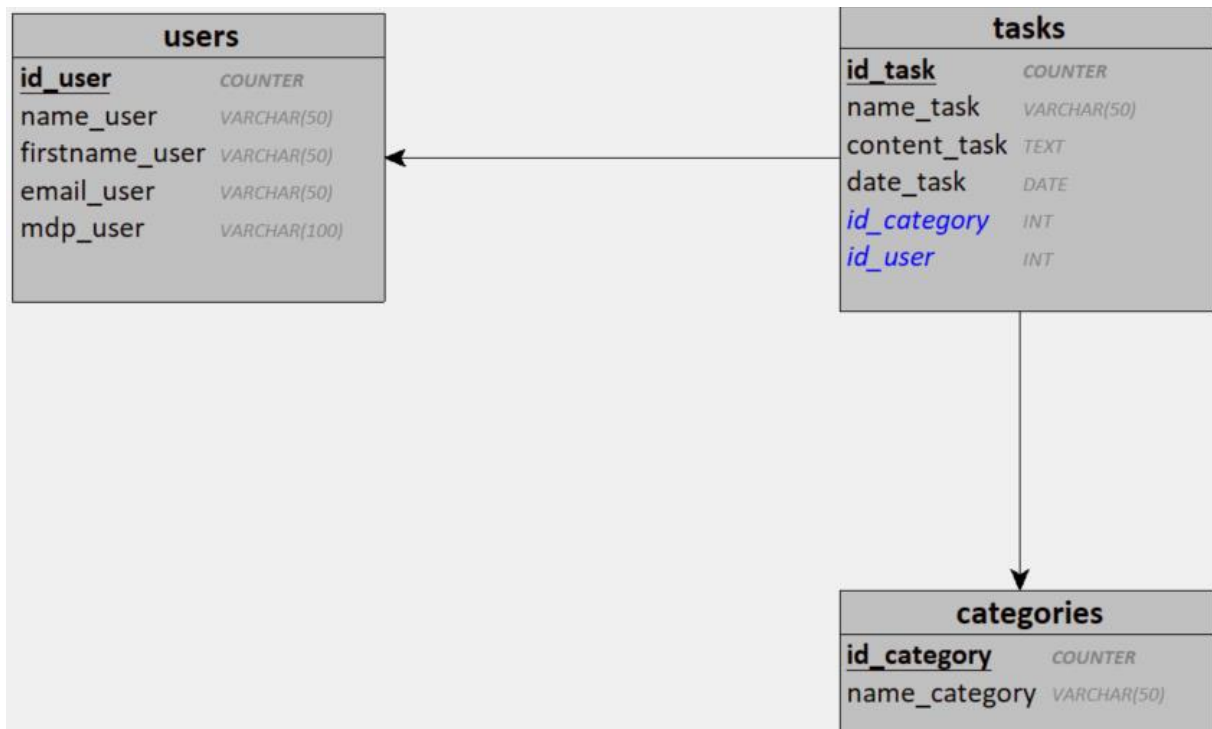 users
id_user COUNTER
name_user VARCHAR(50)
firstname_user VARCHAR(50)
email_user VARCHAR(50)
mdp_user VARCHAR(100)
tasks
id_task COUNTER
name_task VARCHAR(50)
content_task TEXT
date_task DATE
id_category INT
id_user INT
categories
id_category COUNTER
name_category VARCHAR(50)